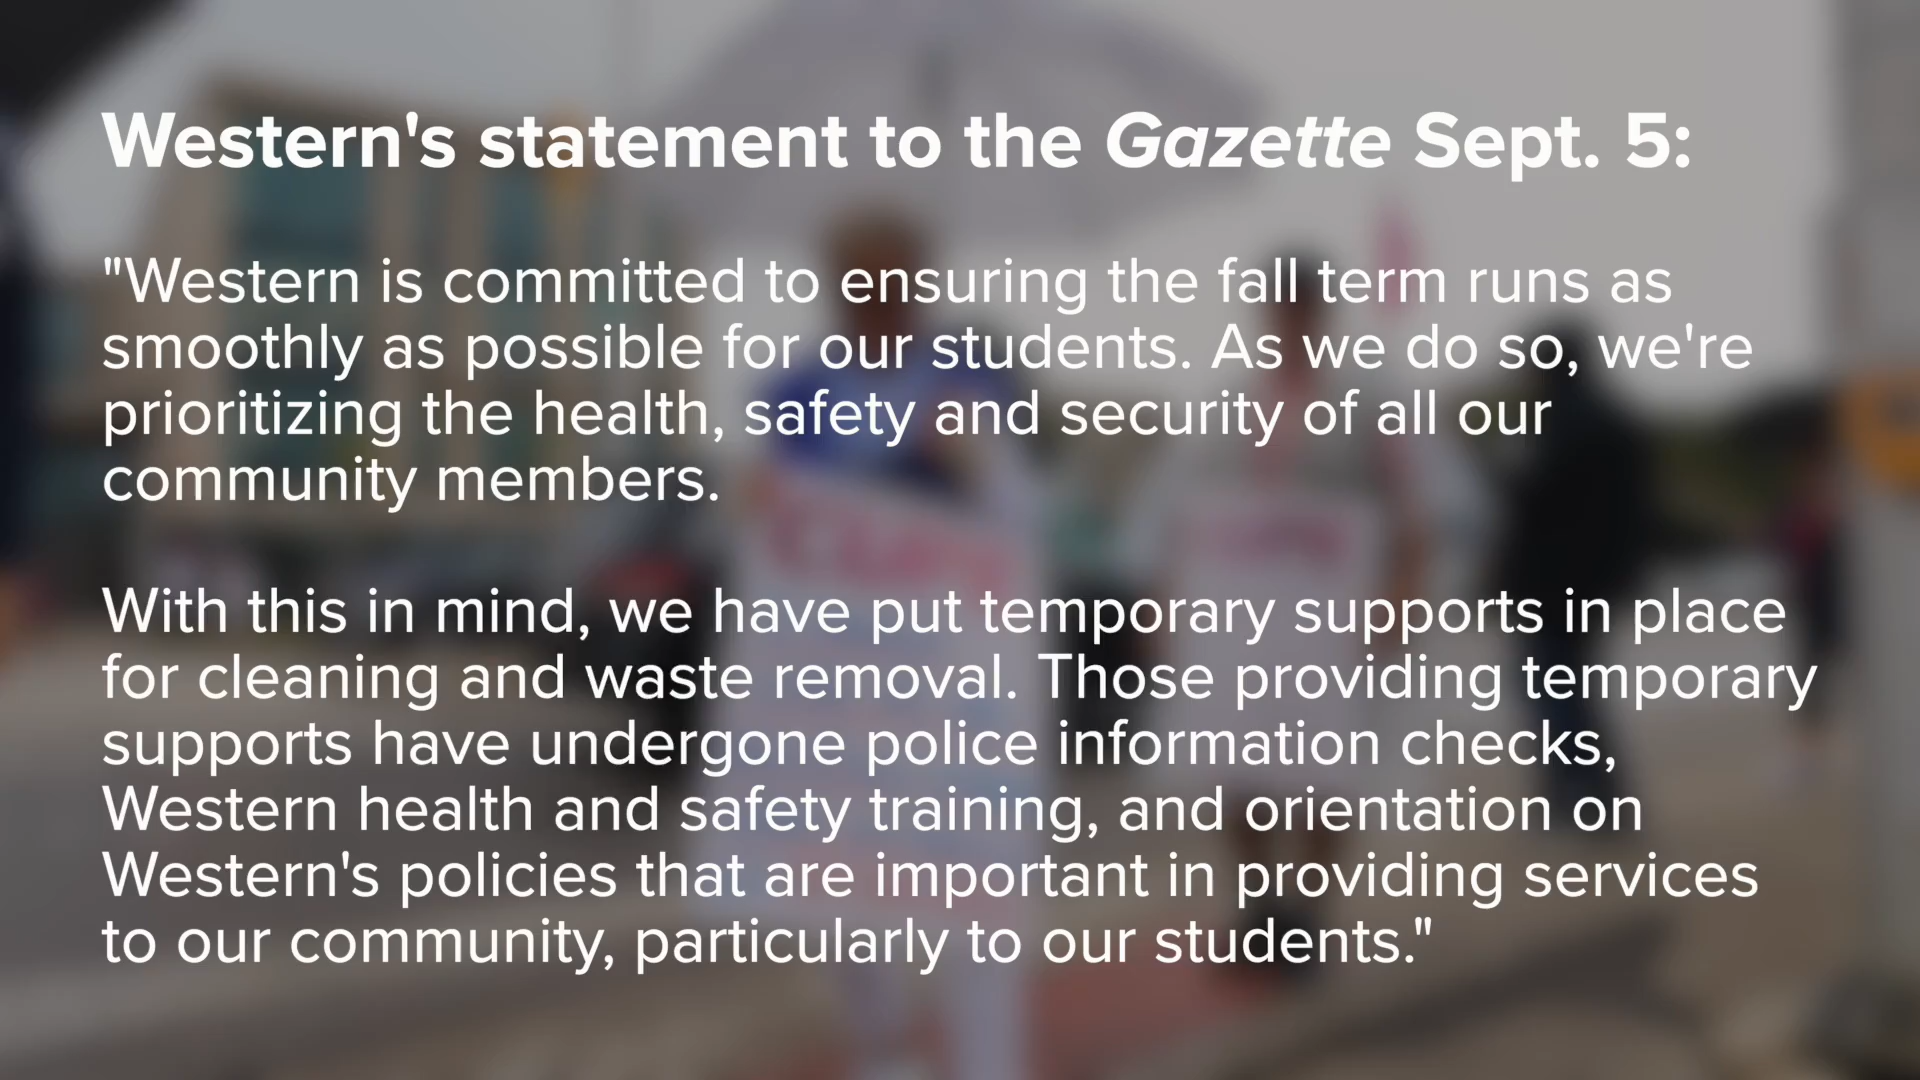 Western's statement to the Gazette Sept. 5:
"Western is committed to ensuring the fall term runs as
smoothly as possible for our students. As we do so, we're
prioritizing the health, safety and security of all our
community members.
With this in mind, we have put temporary supports in place
for cleaning and waste removal. Those providing temporary
supports have undergone police information checks,
Western health and safety training, and orientation on
Western's policies that are important in providing services
to our community, particularly to our students."